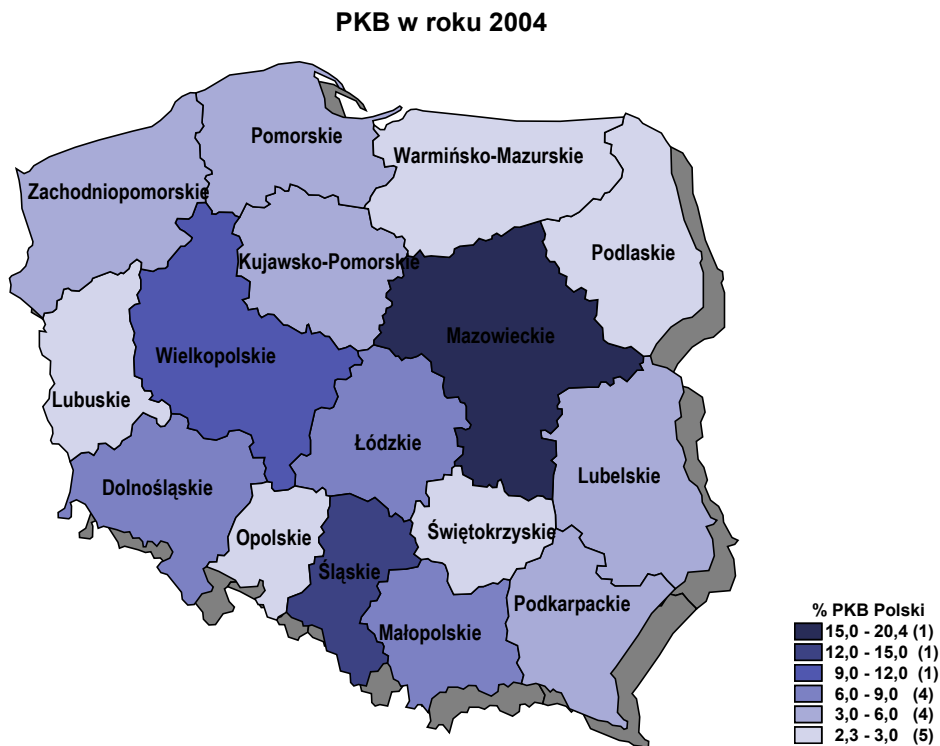 PKB w roku 2004
Pomorskie
Warmińsko-Mazurskie
Zachodniopomorskie
Podlaskie
Kujawsko-Pomorskie
Mazowieckie
Wielkopolskie
Lubuskie
Łódzkie
Lubelskie
Dolnośląskie
Opolskie
Świętokrzyskie
Śląskie
Podkarpackie
Małopolskie
% PKB Polski
15,0 - 20,4 (1)
12,0 - 15,0 (1)
9,0 - 12,0 (1)
6,0 - 9,0 (4)
3,0 - 6,0 (4)
2,3 - 3,0 (5)